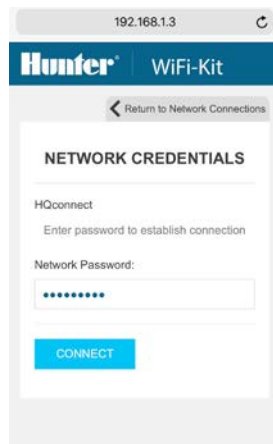 192.168.1.3
Hunter® WiFi-Kit
Return to Network Connections
NETWORK CREDENTIALS
HQconnect
Enter password to establish connection
Network Password:
•••••••••
CONNECT